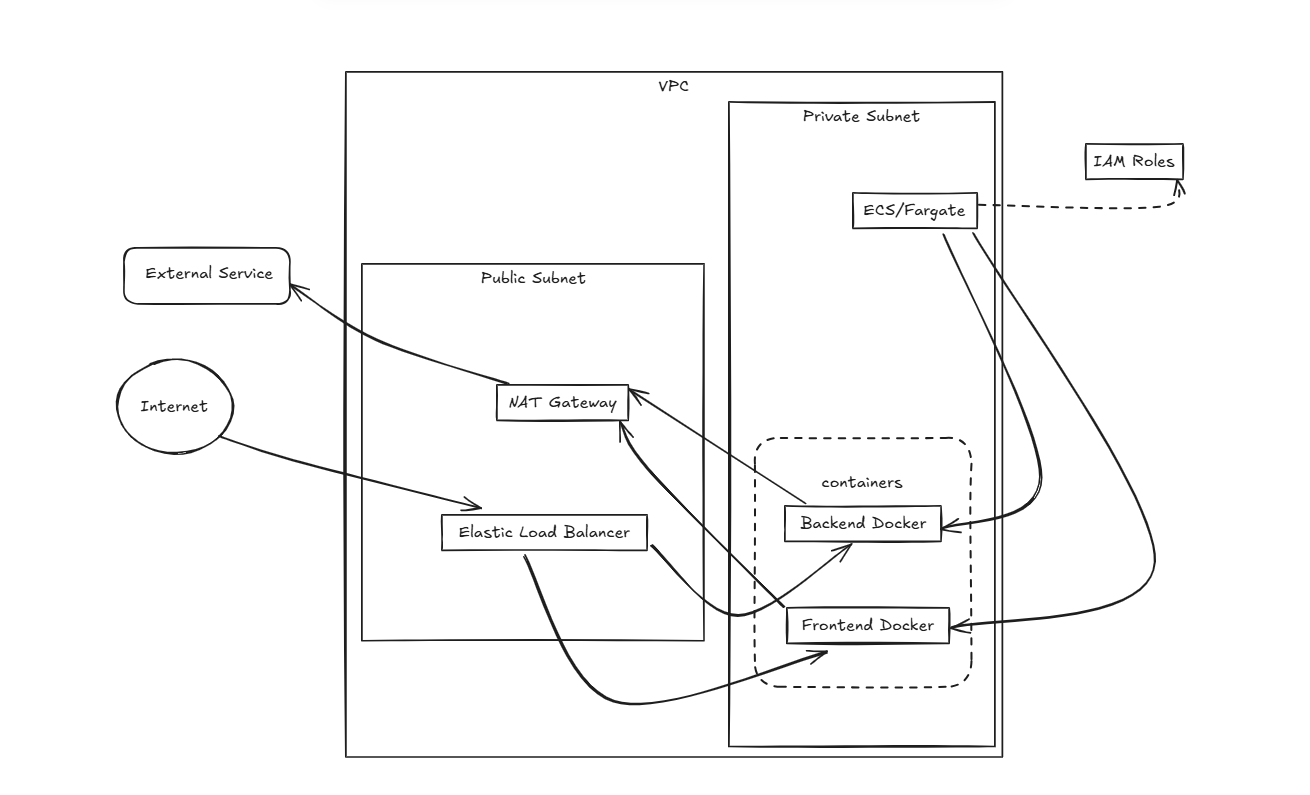 VPC
Private Subnet
IAM Roles
ECS/Fargate
External Service
Public Subnet
NAT Gateway
Internet
containers
Backend Docker
Elastic Load Balancer
Frontend Docker